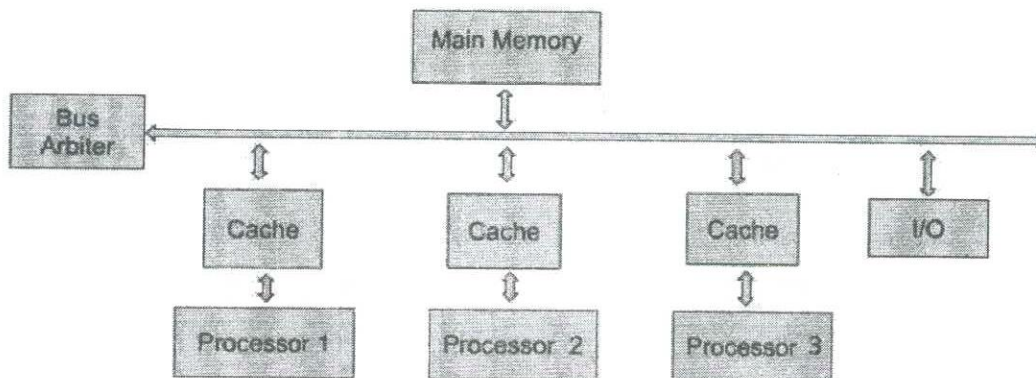 Main Memory
Bus
Arbiter
Cache
Cache
Cache
I/O
Processor 1
Processor 2
Processor 3